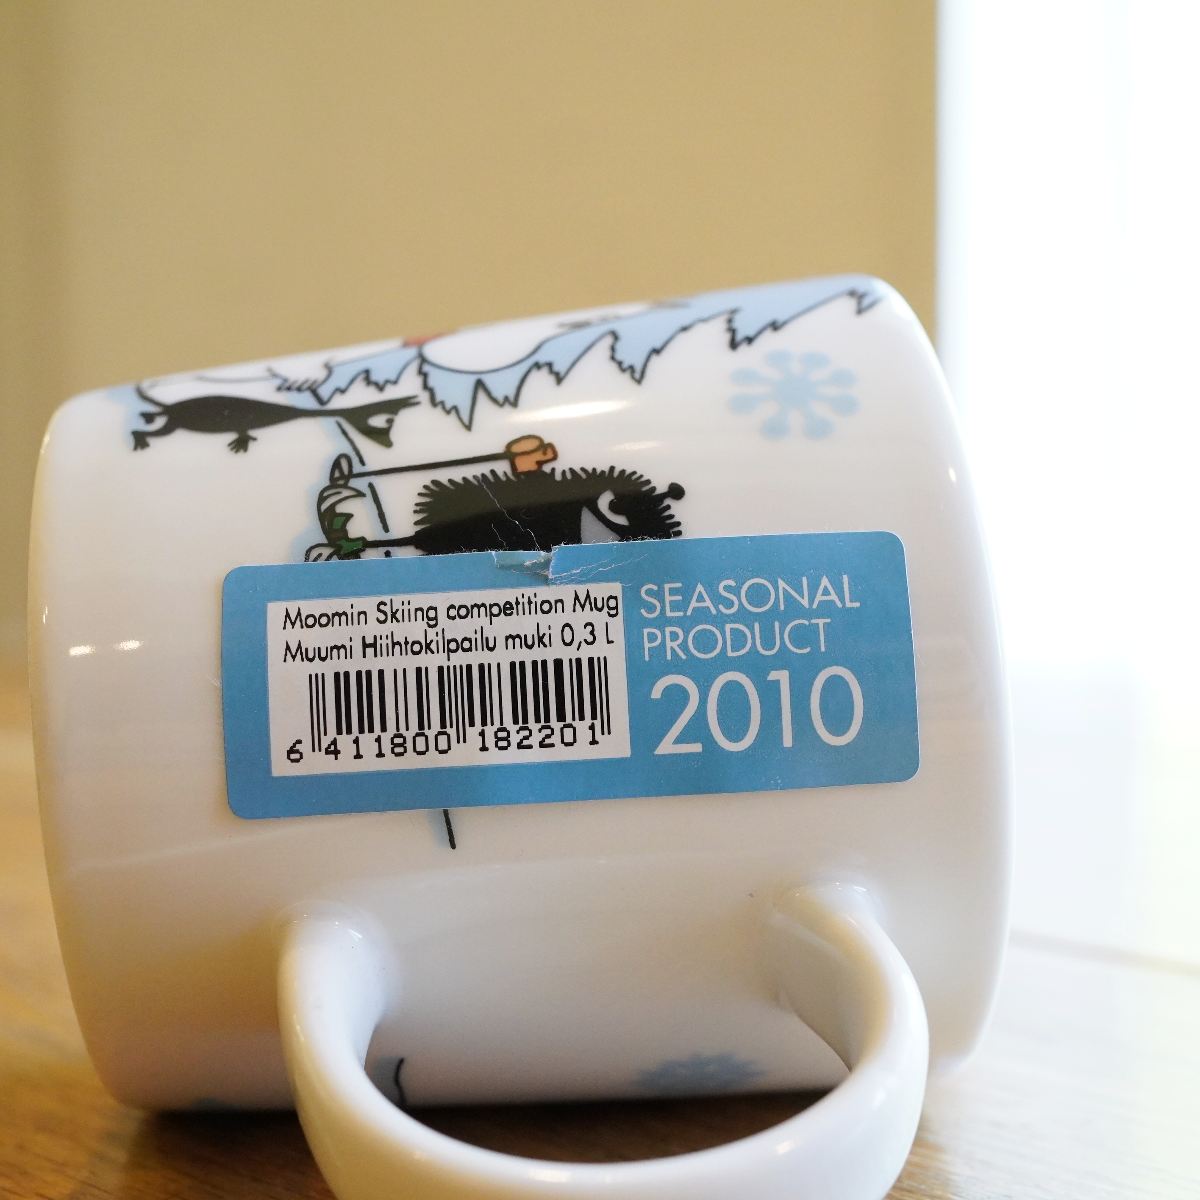 Moomin Skiing competition Mug
Muumi Hiihtokilpailu muki 0,3 L
6 411800 182201
SEASONAL
PRODUCT
2010